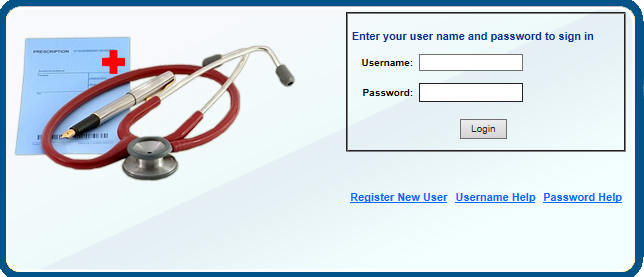 PRESCRIPTION
Enter your user name and password to sign in
Username:
Password:
Login
Register New User Username Help Password Help